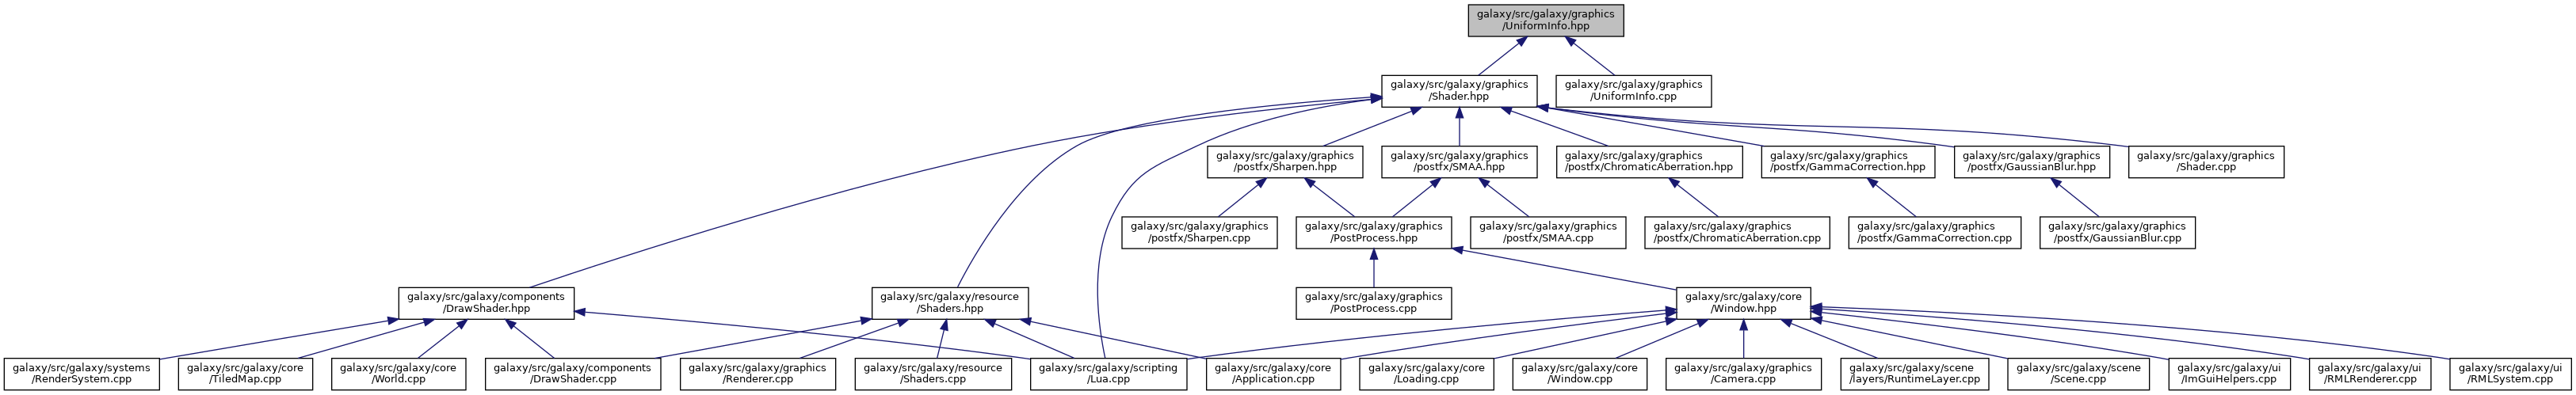 galaxy/src/galaxy/graphics
/UniformInfo.hpp
galaxy/src/galaxy/graphics
/Shader.hpp
galaxy/src/galaxy/graphics
/UniformInfo.cpp
galaxy/src/galaxy/graphics
/postfx/Sharpen.hpp
galaxy/src/galaxy/graphics
/postfx/SMAA.hpp
galaxy/src/galaxy/graphics
/postfx/ChromaticAberration.hpp
galaxy/src/galaxy/graphics
/postfx/GammaCorrection.hpp
galaxy/src/galaxy/graphics
/postfx/GaussianBlur.hpp
galaxy/src/galaxy/graphics
/Shader.cpp
galaxy/src/galaxy/graphics
/postfx/Sharpen.cpp
galaxy/src/galaxy/graphics
/PostProcess.hpp
galaxy/src/galaxy/graphics
/postfx/SMAA.cpp
galaxy/src/galaxy/graphics
/postfx/ChromaticAberration.cpp
galaxy/src/galaxy/graphics
/postfx/GammaCorrection.cpp
galaxy/src/galaxy/graphics
/postfx/GaussianBlur.cpp
galaxy/src/galaxy/components
/DrawShader.hpp
galaxy/src/galaxy/resource
/Shaders.hpp
galaxy/src/galaxy/graphics
/PostProcess.cpp
galaxy/src/galaxy/core
/Window.hpp
galaxy/src/galaxy/systems
/RenderSystem.cpp
galaxy/src/galaxy/core
/TiledMap.cpp
galaxy/src/galaxy/core
/World.cpp
galaxy/src/galaxy/components
/DrawShader.cpp
galaxy/src/galaxy/graphics
/Renderer.cpp
galaxy/src/galaxy/resource
/Shaders.cpp
galaxy/src/galaxy/scripting
/Lua.cpp
galaxy/src/galaxy/core
/Application.cpp
galaxy/src/galaxy/core
/Loading.cpp
galaxy/src/galaxy/core
/Window.cpp
galaxy/src/galaxy/graphics
/Camera.cpp
galaxy/src/galaxy/scene
/layers/RuntimeLayer.cpp
galaxy/src/galaxy/scene
/Scene.cpp
galaxy/src/galaxy/ui
/ImGuiHelpers.cpp
galaxy/src/galaxy/ui
/RMLRenderer.cpp
galaxy/src/galaxy/ui
/RMLSystem.cpp